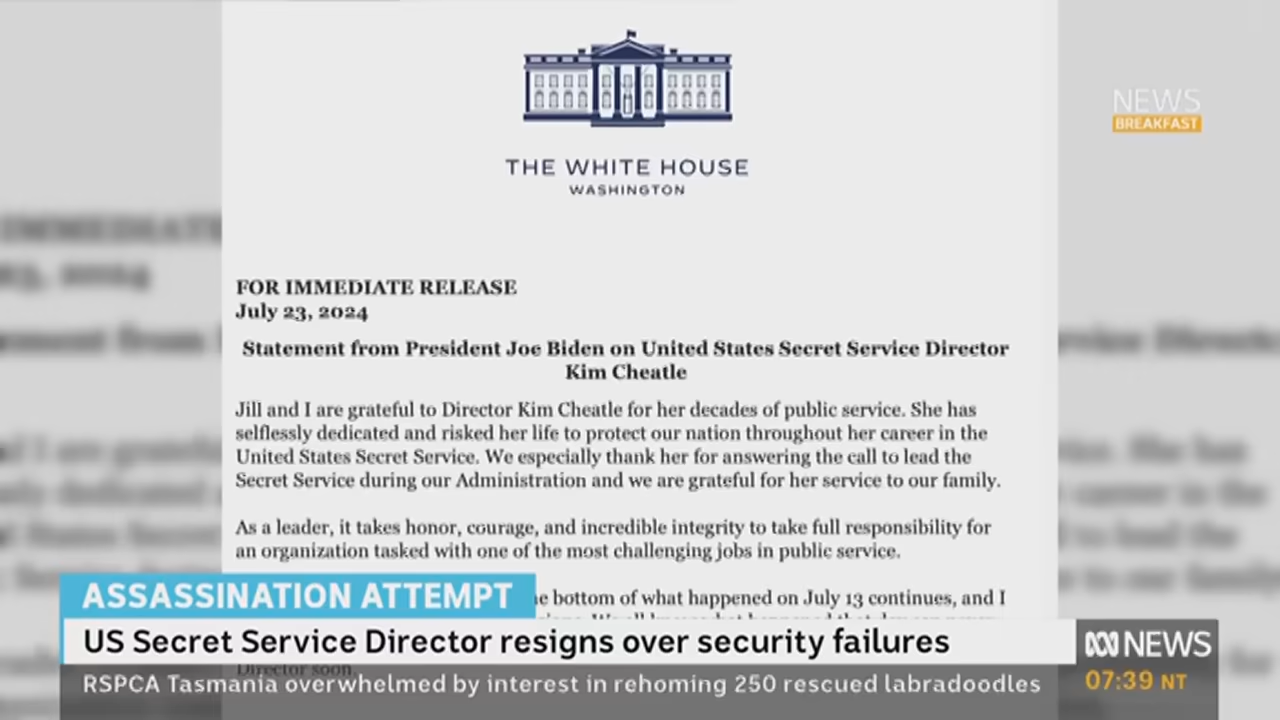 THE WHITE HOUSE
WASHINGTON
NEWS
BREAKFAST
FOR IMMEDIATE RELEASE
July 23, 2024
Statement from President Joe Biden on United States Secret Service Director
Kim Cheatle
Jill and I are grateful to Director Kim Cheatle for her decades of public service. She has
selflessly dedicated and risked her life to protect our nation throughout her career in the
United States Secret Service. We especially thank her for answering the call to lead the
Secret Service during our Administration and we are grateful for her service to our family.
As a leader, it takes honor, courage, and incredible integrity to take full responsibility for
an organization tasked with one of the most challenging jobs in public service.
bottom of what happened on July 13 continues, and I
ASSASSINATION ATTEMPT
US Secret Service Director resigns over security failures
Director soon.
RSPCA Tasmania overwhelmed by interest in rehoming 250 rescued labradoodles
NEWS
07:39 NT